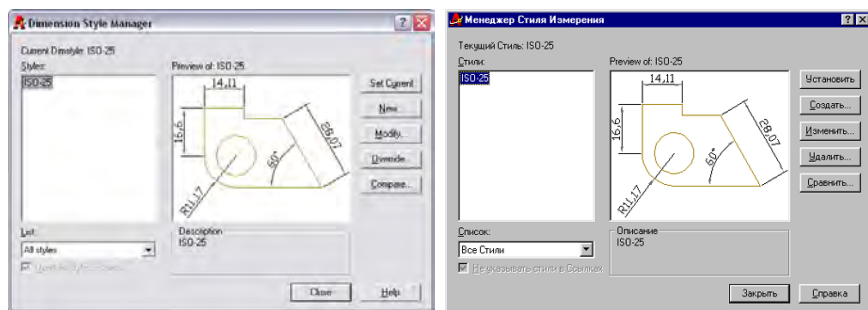 Dimension Style Manager
Current Dimstyle: ISO-25
Styles:
ISO-25
Preview of: ISO-25
14,11
16,6
28,07
60°
R11,17
Set Current
New...
Modify...
Override...
Compare...
List:
All styles
Description
ISO-25
Close
Help
Менеджер Стиля Измерения
Текущий Стиль: ISO-25
Стили:
ISO-25
Preview of: ISO-25
14,11
16,6
28,07
60°
R11,17
Установить
Создать...
Изменить...
Удалить...
Сравнить...
Список:
Все Стили
Не указывать стили в Ссылках
Описание
ISO-25
Закрыть
Справка